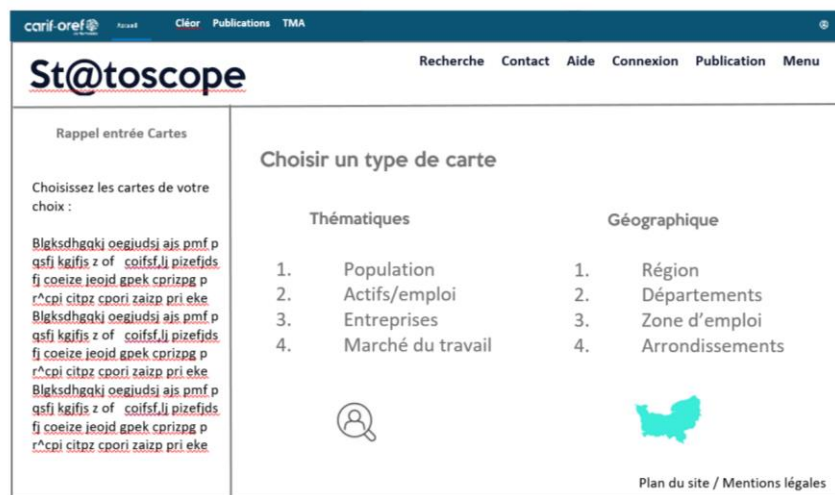 carif-oref Accueil Cléor Publications TMA
St@toscope
Recherche Contact Aide Connexion Publication Menu
Rappel entrée Cartes
Choisissez les cartes de votre
choix :
Blgksdhgqkj oegjudsj ajs pmf p
qsfj kgjfjs z of coifsf,lj pizefjds
fj coeize jeojd gpek cprizpg p
r^cpi citpz cpori zaizp pri eke
Blgksdhgqkj oegjudsj ajs pmf p
qsfj kgjfjs z of coifsf,lj pizefjds
fj coeize jeojd gpek cprizpg p
r^cpi citpz cpori zaizp pri eke
Blgksdhgqkj oegjudsj ajs pmf p
qsfj kgjfjs z of coifsf,lj pizefjds
fj coeize jeojd gpek cprizpg p
r^cpi citpz cpori zaizp pri eke
Choisir un type de carte
Thématiques
1. Population
2. Actifs/emploi
3. Entreprises
4. Marché du travail
Géographique
1. Région
2. Départements
3. Zone d'emploi
4. Arrondissements
Plan du site / Mentions légales